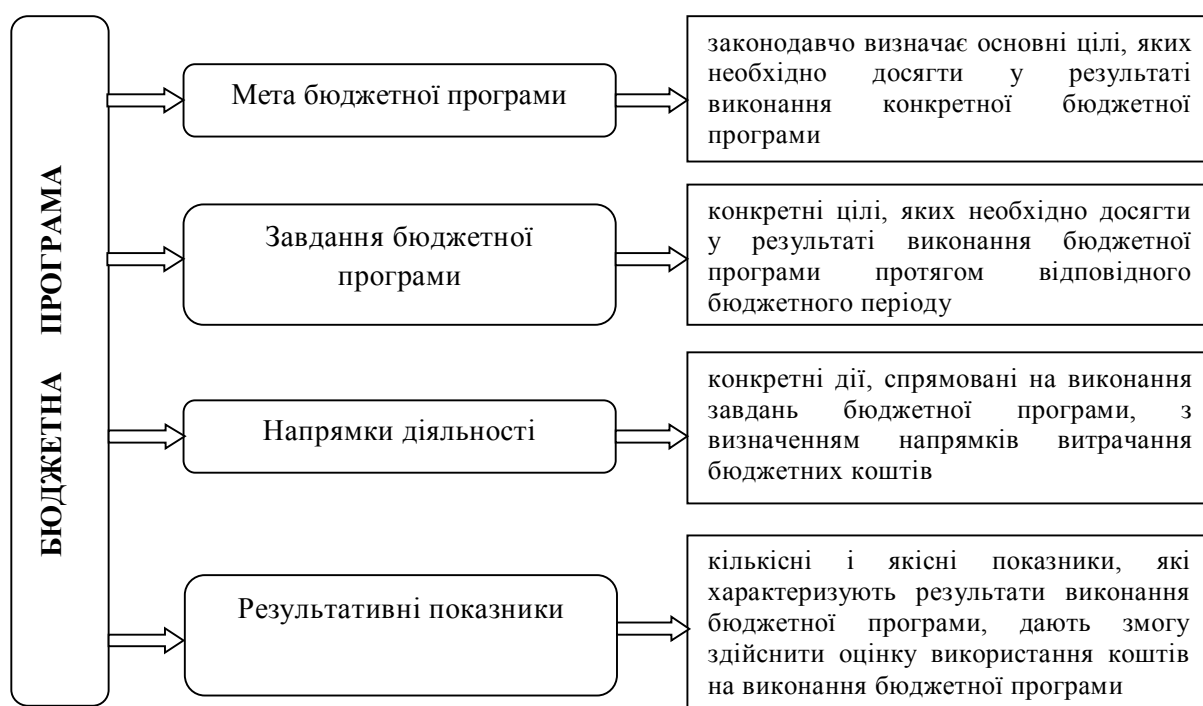 БЮДЖЕТНА ПРОГРАМА
Мета бюджетної програми
законодавчо визначає основні цілі, яких
необхідно досягти у результаті
виконання конкретної бюджетної
програми
Завдання бюджетної
програми
конкретні цілі, яких необхідно досягти
у результаті виконання бюджетної
програми протягом відповідного
бюджетного періоду
Напрямки діяльності
конкретні дії, спрямовані на виконання
завдань бюджетної програми, з
визначенням напрямків витрачання
бюджетних коштів
Результативні показники
кількісні і якісні показники, які
характеризують результати виконання
бюджетної програми, дають змогу
здійснити оцінку використання коштів
на виконання бюджетної програми